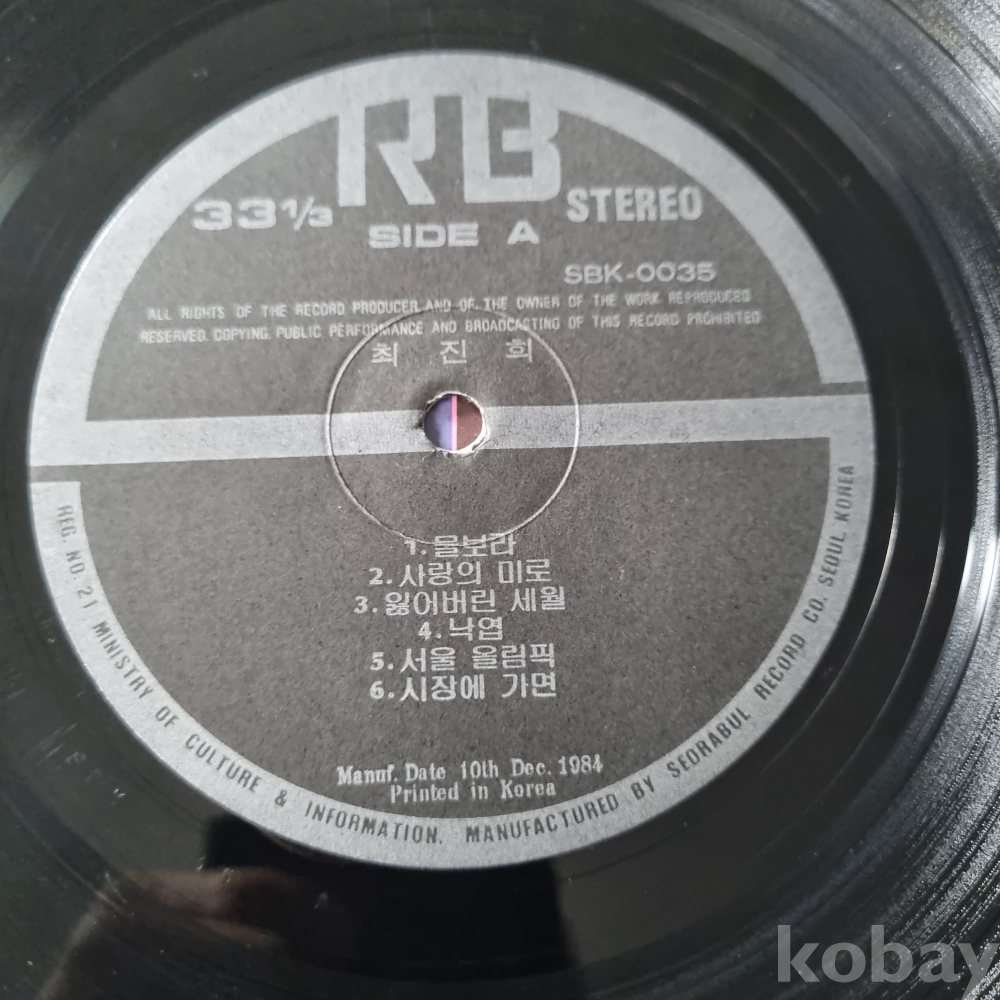 RB
33 1/3
STEREO
SIDE A
SBK-0035
ALL RIGHTS OF THE RECORD PRODUCER AND OF THE OWNER OF THE WORK REPRODUCED
RESERVED. COPYING. PUBLIC PERFORMANCE AND BROADCASTING OF THIS RECORD PROHIBITED
최 진 희
1. 물보라
2. 사랑의 미로
3. 잃어버린 세월
4. 낙엽
5. 서울 올림픽
6. 시장에 가면
Manuf. Date 10th Dec. 1984
Printed in Korea
REG. NO. 21 MINISTRY OF CULTURE & INFORMATION, MANUFACTURED BY SEORABUL RECORD CO. SEOUL KOREA
kobay